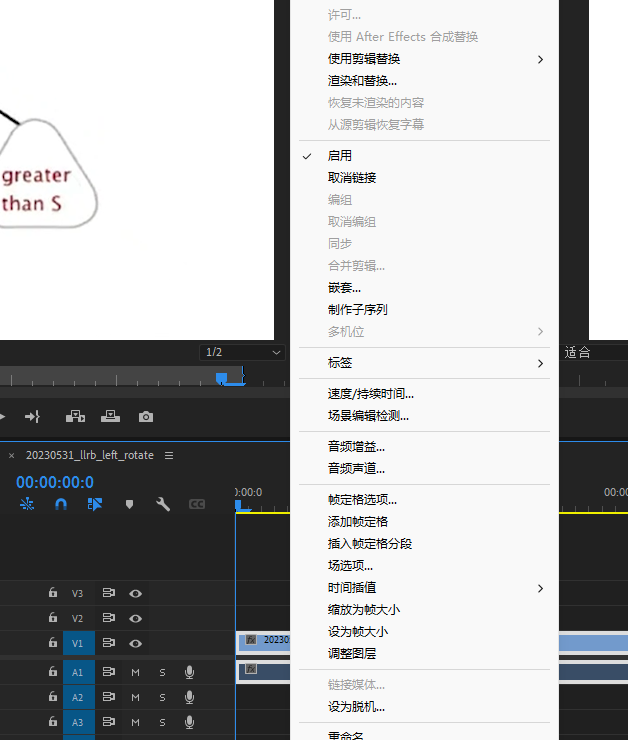 许可...
使用 After Effects 合成替换
使用剪辑替换
渲染和替换...
恢复未渲染的内容
从源剪辑恢复字幕
启用
取消链接
编组
取消编组
同步
合并剪辑...
嵌套...
制作子序列
多机位
标签
速度/持续时间...
场景编辑检测...
音频增益...
音频声道...
帧定格选项...
添加帧定格
插入帧定格分段
场选项...
时间插值
缩放为帧大小
设为帧大小
调整图层
链接媒体...
设为脱机...
重命名
greater
than S
1/2
适合
20230531_llrb_left_rotate
00:00:00:0
:00:0
00:00
V3
V2
V1
fx 20230
A1 M S
fx
A2 M S
A3 M S